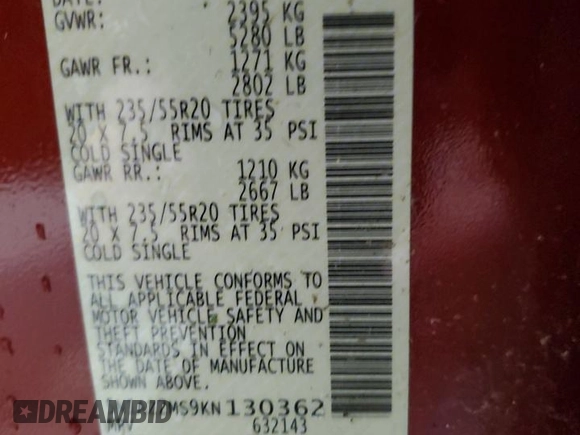 DATE:
GVWR: 2395 KG
5280 LB
GAWR FR.: 1271 KG
2802 LB
WITH 235/55R20 TIRES
20 X 7.5 RIMS AT 35 PSI
COLD SINGLE
GAWR RR.: 1210 KG
2667 LB
WITH 235/55R20 TIRES
20 X 7.5 RIMS AT 35 PSI
COLD SINGLE
THIS VEHICLE CONFORMS TO
ALL APPLICABLE FEDERAL
MOTOR VEHICLE SAFETY AND
THEFT PREVENTION
STANDARDS IN EFFECT ON
THE DATE OF MANUFACTURE
SHOWN ABOVE.
MS9KN130362
632143
DREAMBID